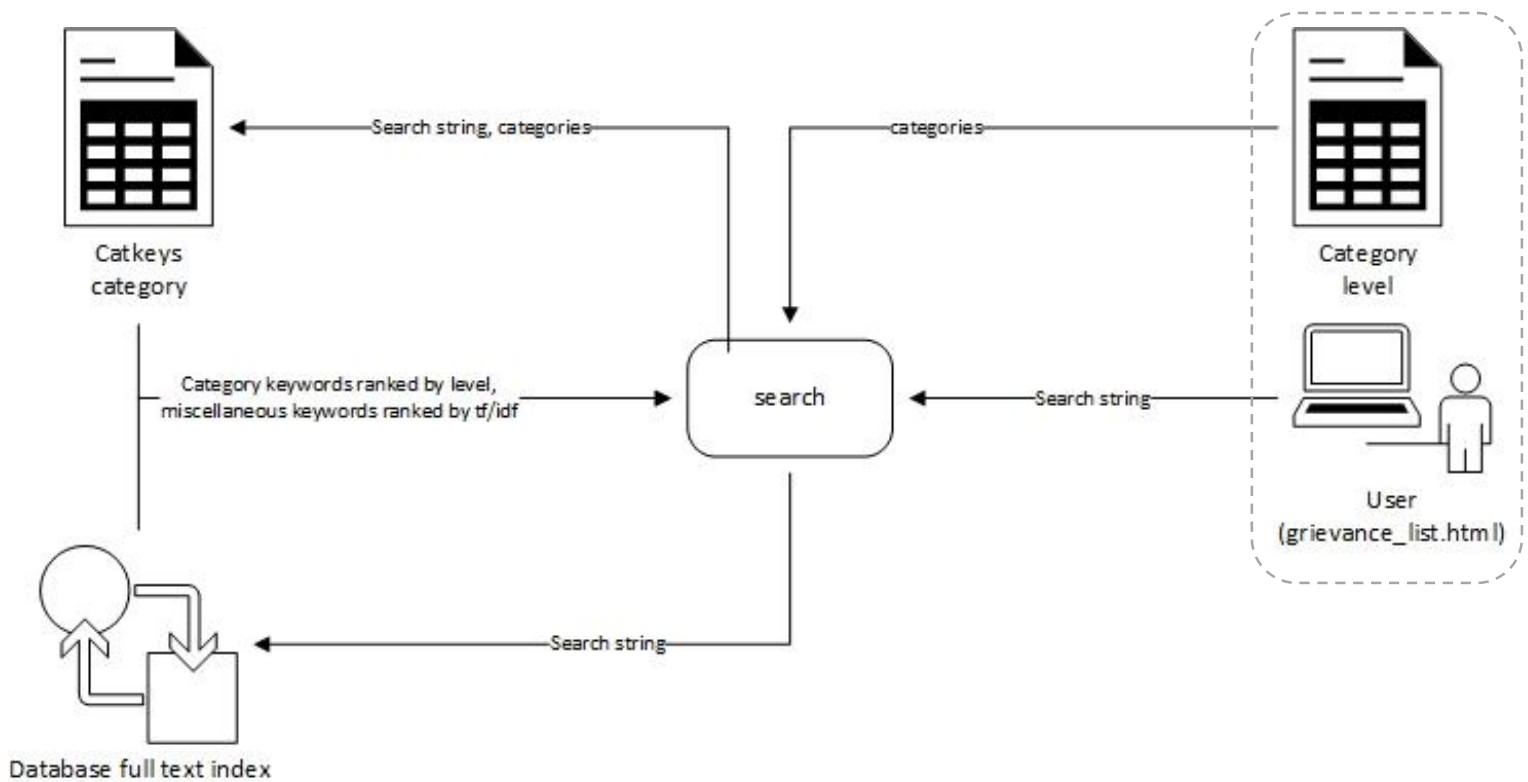 Search string, categories
categories
Catkeys
category
Category
level
Category keywords ranked by level,
miscellaneous keywords ranked by tf/idf
search
Search string
User
(grievance_list.html)
Search string
Database full text index